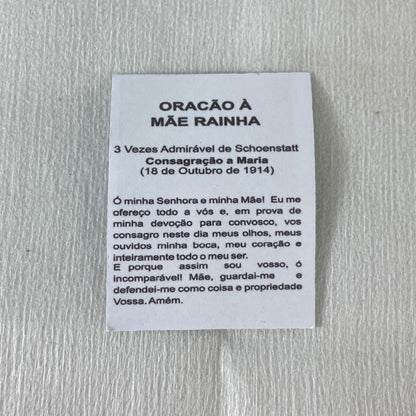 ORACÃO À
MÃE RAINHA
3 Vezes Admirável de Schoenstatt
Consagração a Maria
(18 de Outubro de 1914)
Ó minha Senhora e minha Mãe! Eu me
ofereço todo a vós e, em prova de
minha devoção para convosco, vos
consagro neste dia meus olhos, meus
ouvidos minha boca, meu coração e
inteiramente todo o meu ser.
E porque assim sou vosso, ó
incomparável! Mãe, guardai-me e
defendei-me como coisa e propriedade
Vossa. Amém.